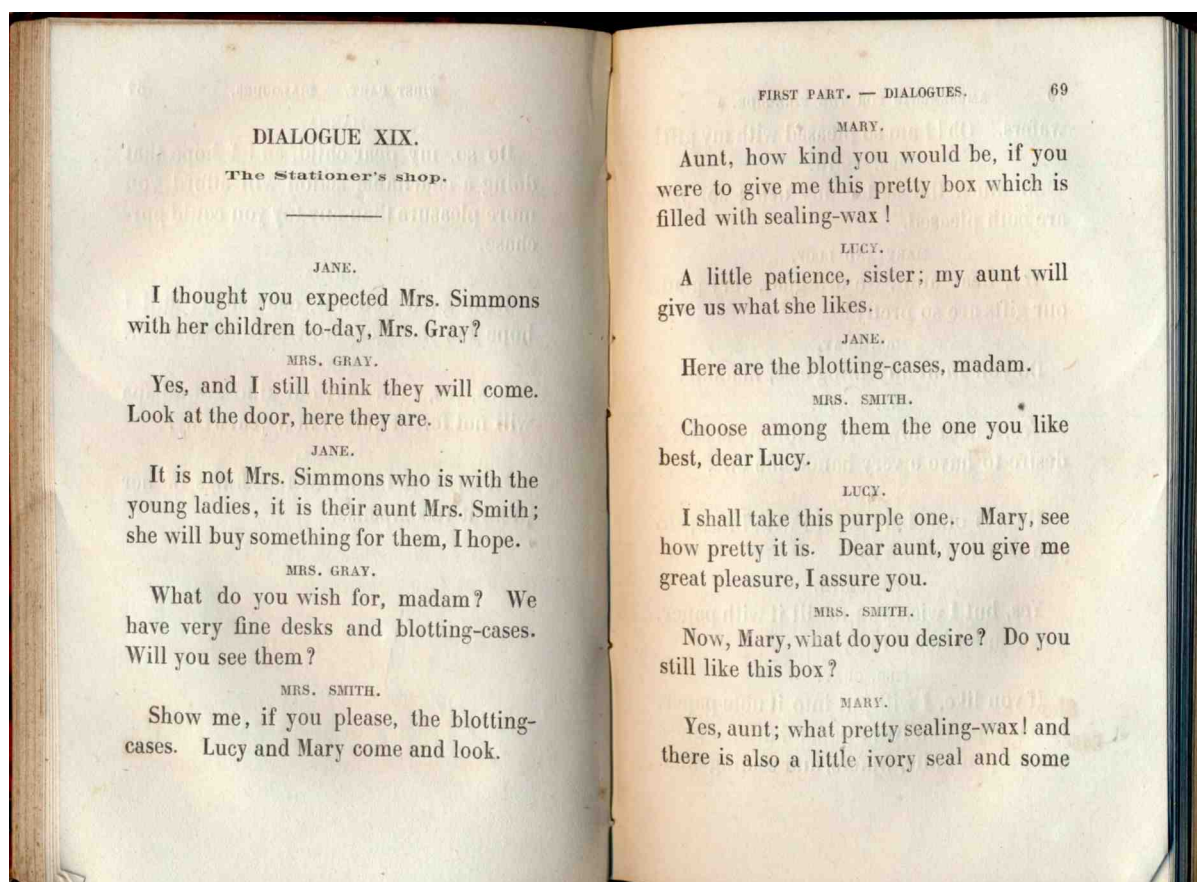 DIALOGUE XIX.
The Stationer's shop.
JANE.
I thought you expected Mrs. Simmons
with her children to-day, Mrs. Gray?
MRS. GRAY.
Yes, and I still think they will come.
Look at the door, here they are.
JANE.
It is not Mrs. Simmons who is with the
young ladies, it is their aunt Mrs. Smith;
she will buy something for them, I hope.
MRS. GRAY.
What do you wish for, madam? We
have very fine desks and blotting-cases.
Will you see them?
MRS. SMITH.
Show me, if you please, the blotting-
cases. Lucy and Mary come and look.
FIRST PART. — DIALOGUES. 69
MARY.
Aunt, how kind you would be, if you
were to give me this pretty box which is
filled with sealing-wax!
LUCY.
A little patience, sister; my aunt will
give us what she likes.
JANE.
Here are the blotting-cases, madam.
MRS. SMITH.
Choose among them the one you like
best, dear Lucy.
LUCY.
I shall take this purple one. Mary, see
how pretty it is. Dear aunt, you give me
great pleasure, I assure you.
MRS. SMITH.
Now, Mary, what do you desire? Do you
still like this box?
MARY.
Yes, aunt; what pretty sealing-wax! and
there is also a little ivory seal and some